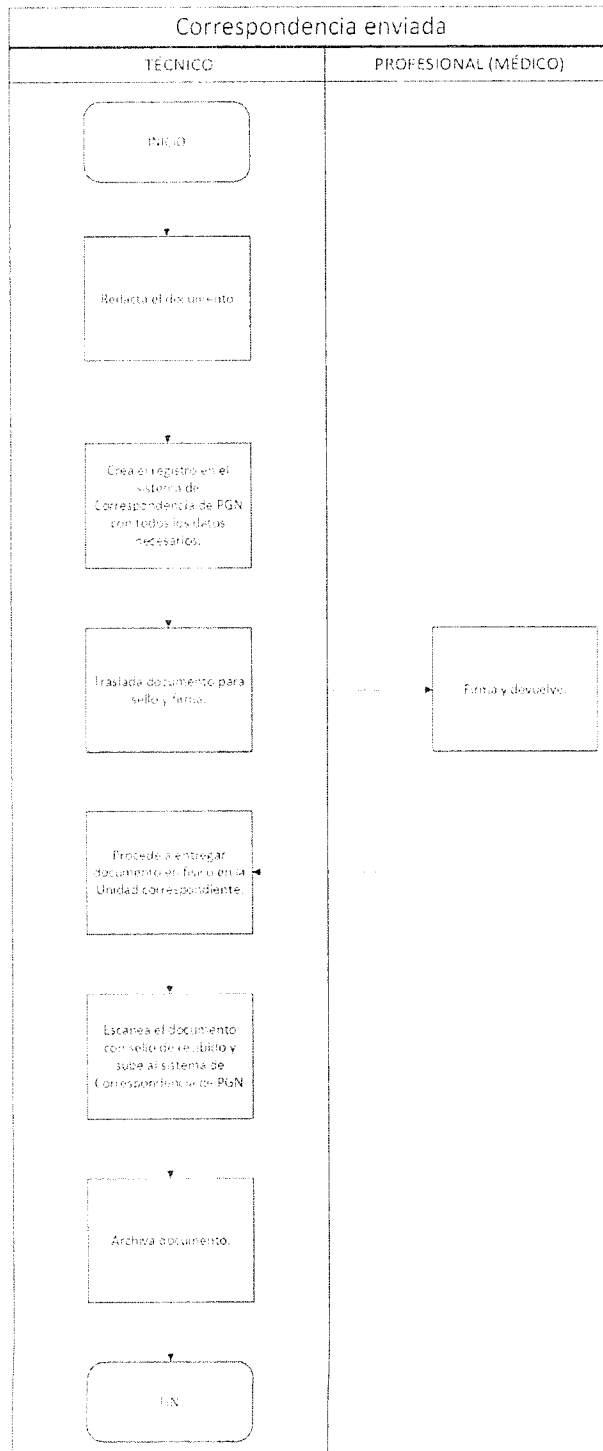 Correspondencia enviada
TÉCNICO
PROFESIONAL (MÉDICO)
INICIO
Redacta el documento.
Crea el registro en el
sistema de
Correspondencia de PGN
con todos los datos
necesarios.
Traslada documento para
sello y firma.
Firma y devuelve.
Procede a entregar
documento en físico en la
Unidad correspondiente.
Escanea el documento
con sello de recibido y
sube al sistema de
Correspondencia de PGN
Archiva documento.
FIN